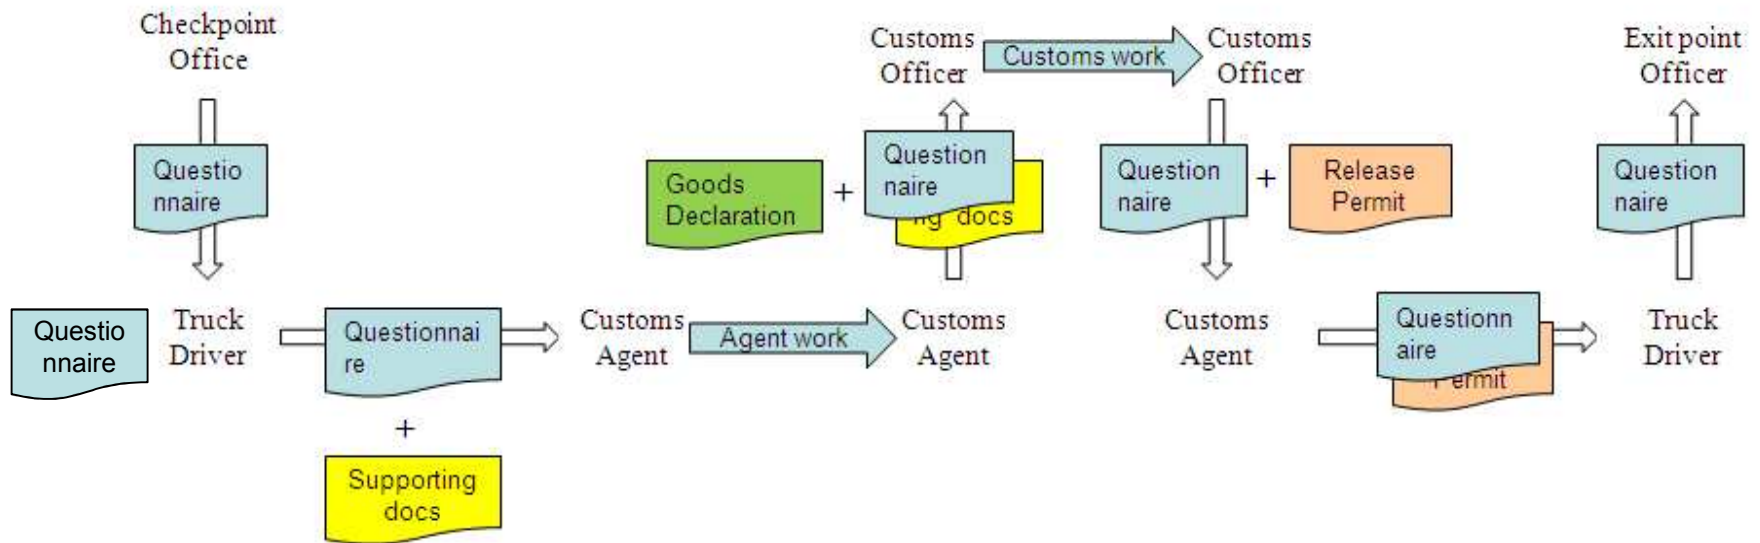 Checkpoint
Office
Questio
nnaire
Questio
nnaire
Truck
Driver
Questionnai
re
+
Supporting
docs
Customs
Agent
Agent work
Customs
Agent
Goods
Declaration
+
Question
naire
ng docs
Customs
Officer
Customs work
Customs
Officer
Question
naire
+
Release
Permit
Customs
Agent
Questionn
aire
Permit
Truck
Driver
Question
naire
Exit point
Officer